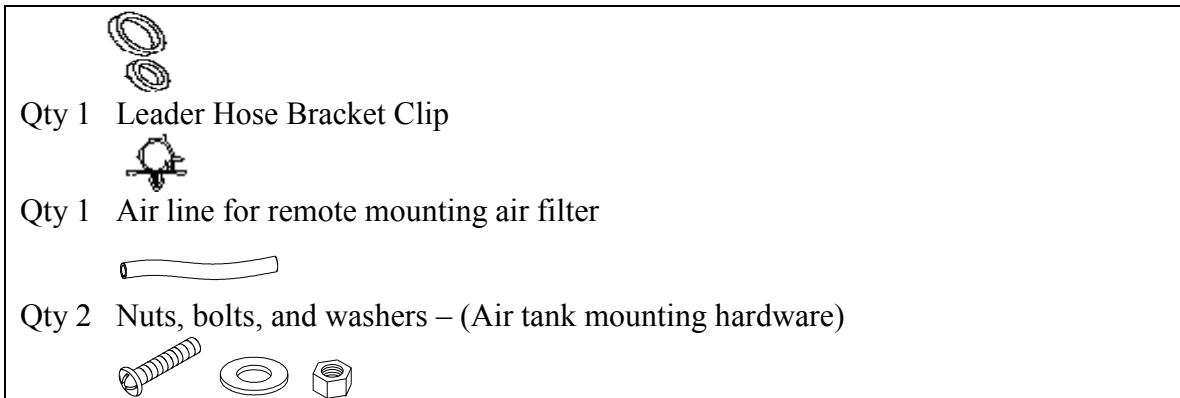 Qty 1 Leader Hose Bracket Clip
Qty 1 Air line for remote mounting air filter
Qty 2 Nuts, bolts, and washers – (Air tank mounting hardware)